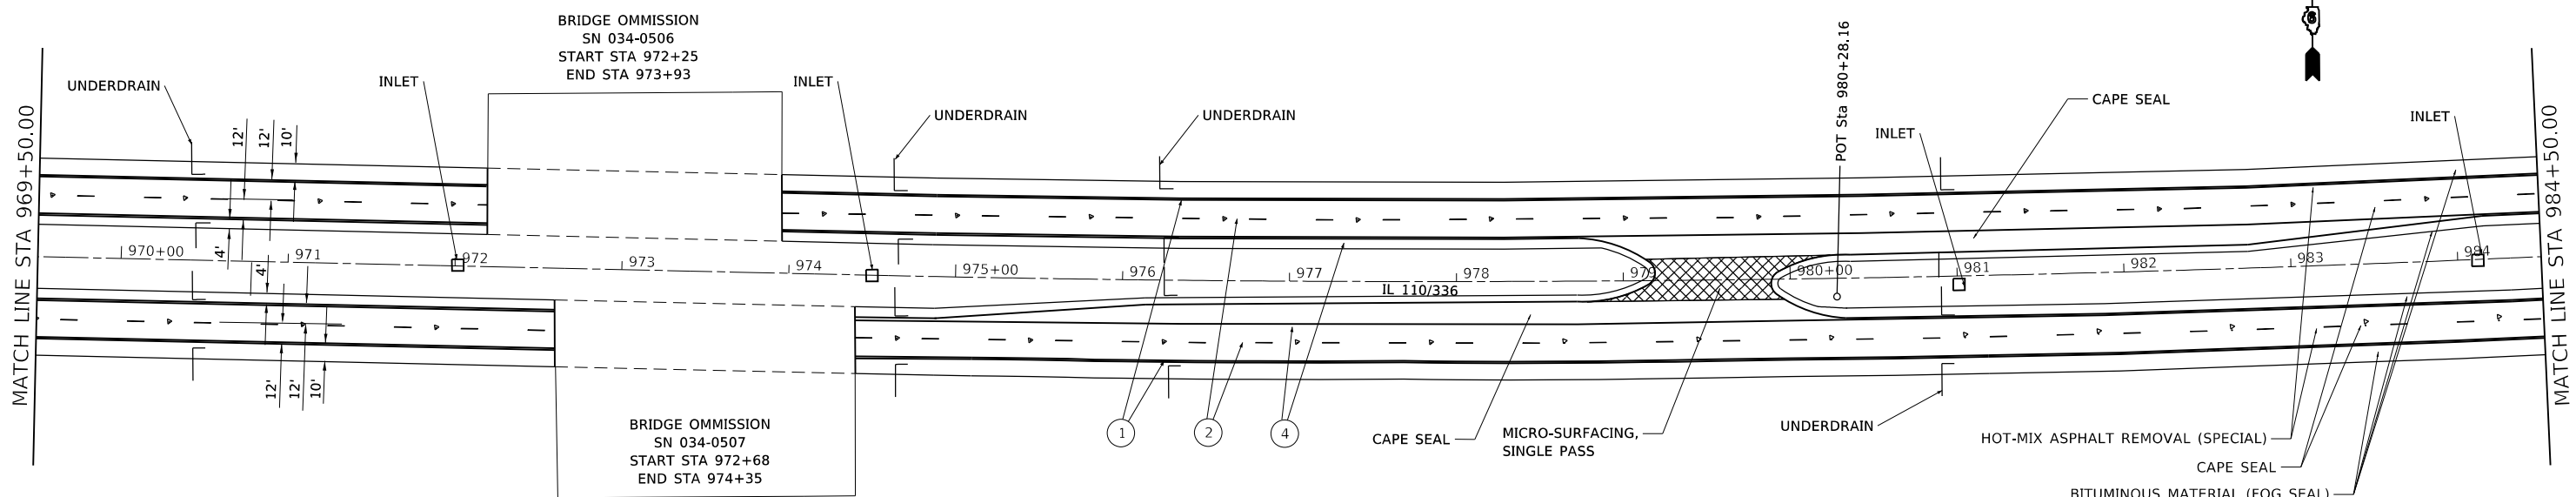 BRIDGE OMMISSION
SN 034-0506
START STA 972+25
END STA 973+93
6
MATCH LINE STA 969+50.00
UNDERDRAIN
INLET
INLET
UNDERDRAIN
UNDERDRAIN
POT Sta 980+28.16
CAPE SEAL
INLET
INLET
MATCH LINE STA 984+50.00
12'
12'
10'
4'
4'
970+00
971
972
973
974
975+00
976
977
978
979
980+00
981
982
983
984
IL 110/336
12'
12'
10'
BRIDGE OMMISSION
SN 034-0507
START STA 972+68
END STA 974+35
1
2
4
CAPE SEAL
MICRO-SURFACING,
SINGLE PASS
UNDERDRAIN
HOT-MIX ASPHALT REMOVAL (SPECIAL)
CAPE SEAL
BITUMINOUS MATERIAL (FOG SEAL)